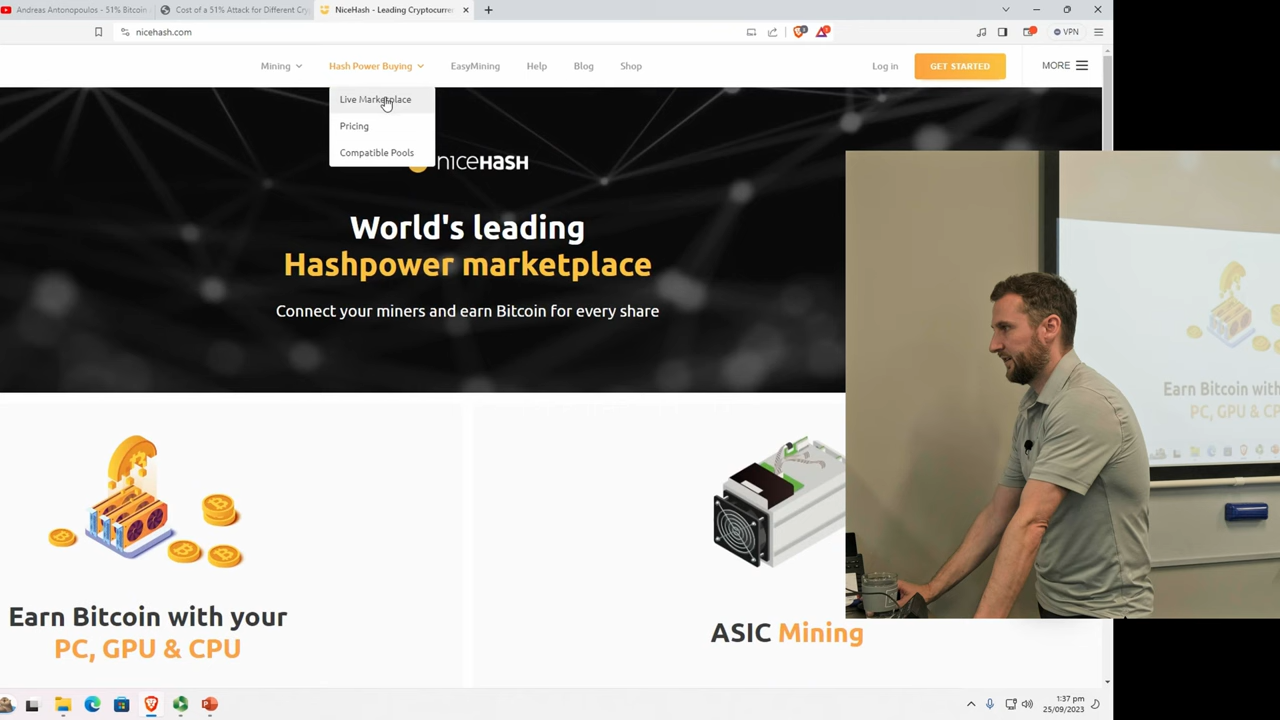 Andreas Antonopoulos - 51% Bitcoin
Cost of a 51% Attack for Different Cry
NiceHash - Leading Cryptocurren
nicehash.com
VPN
Mining
Hash Power Buying
EasyMining
Help
Blog
Shop
Log in
GET STARTED
MORE
Live Marketplace
Pricing
Compatible Pools
niceHASH
World's leading
Hashpower marketplace
Connect your miners and earn Bitcoin for every share
Earn Bitcoin with your
PC, GPU & CPU
ASIC Mining
Earn Bitcoin with
PC, GPU & C
1:37 pm
25/09/2023